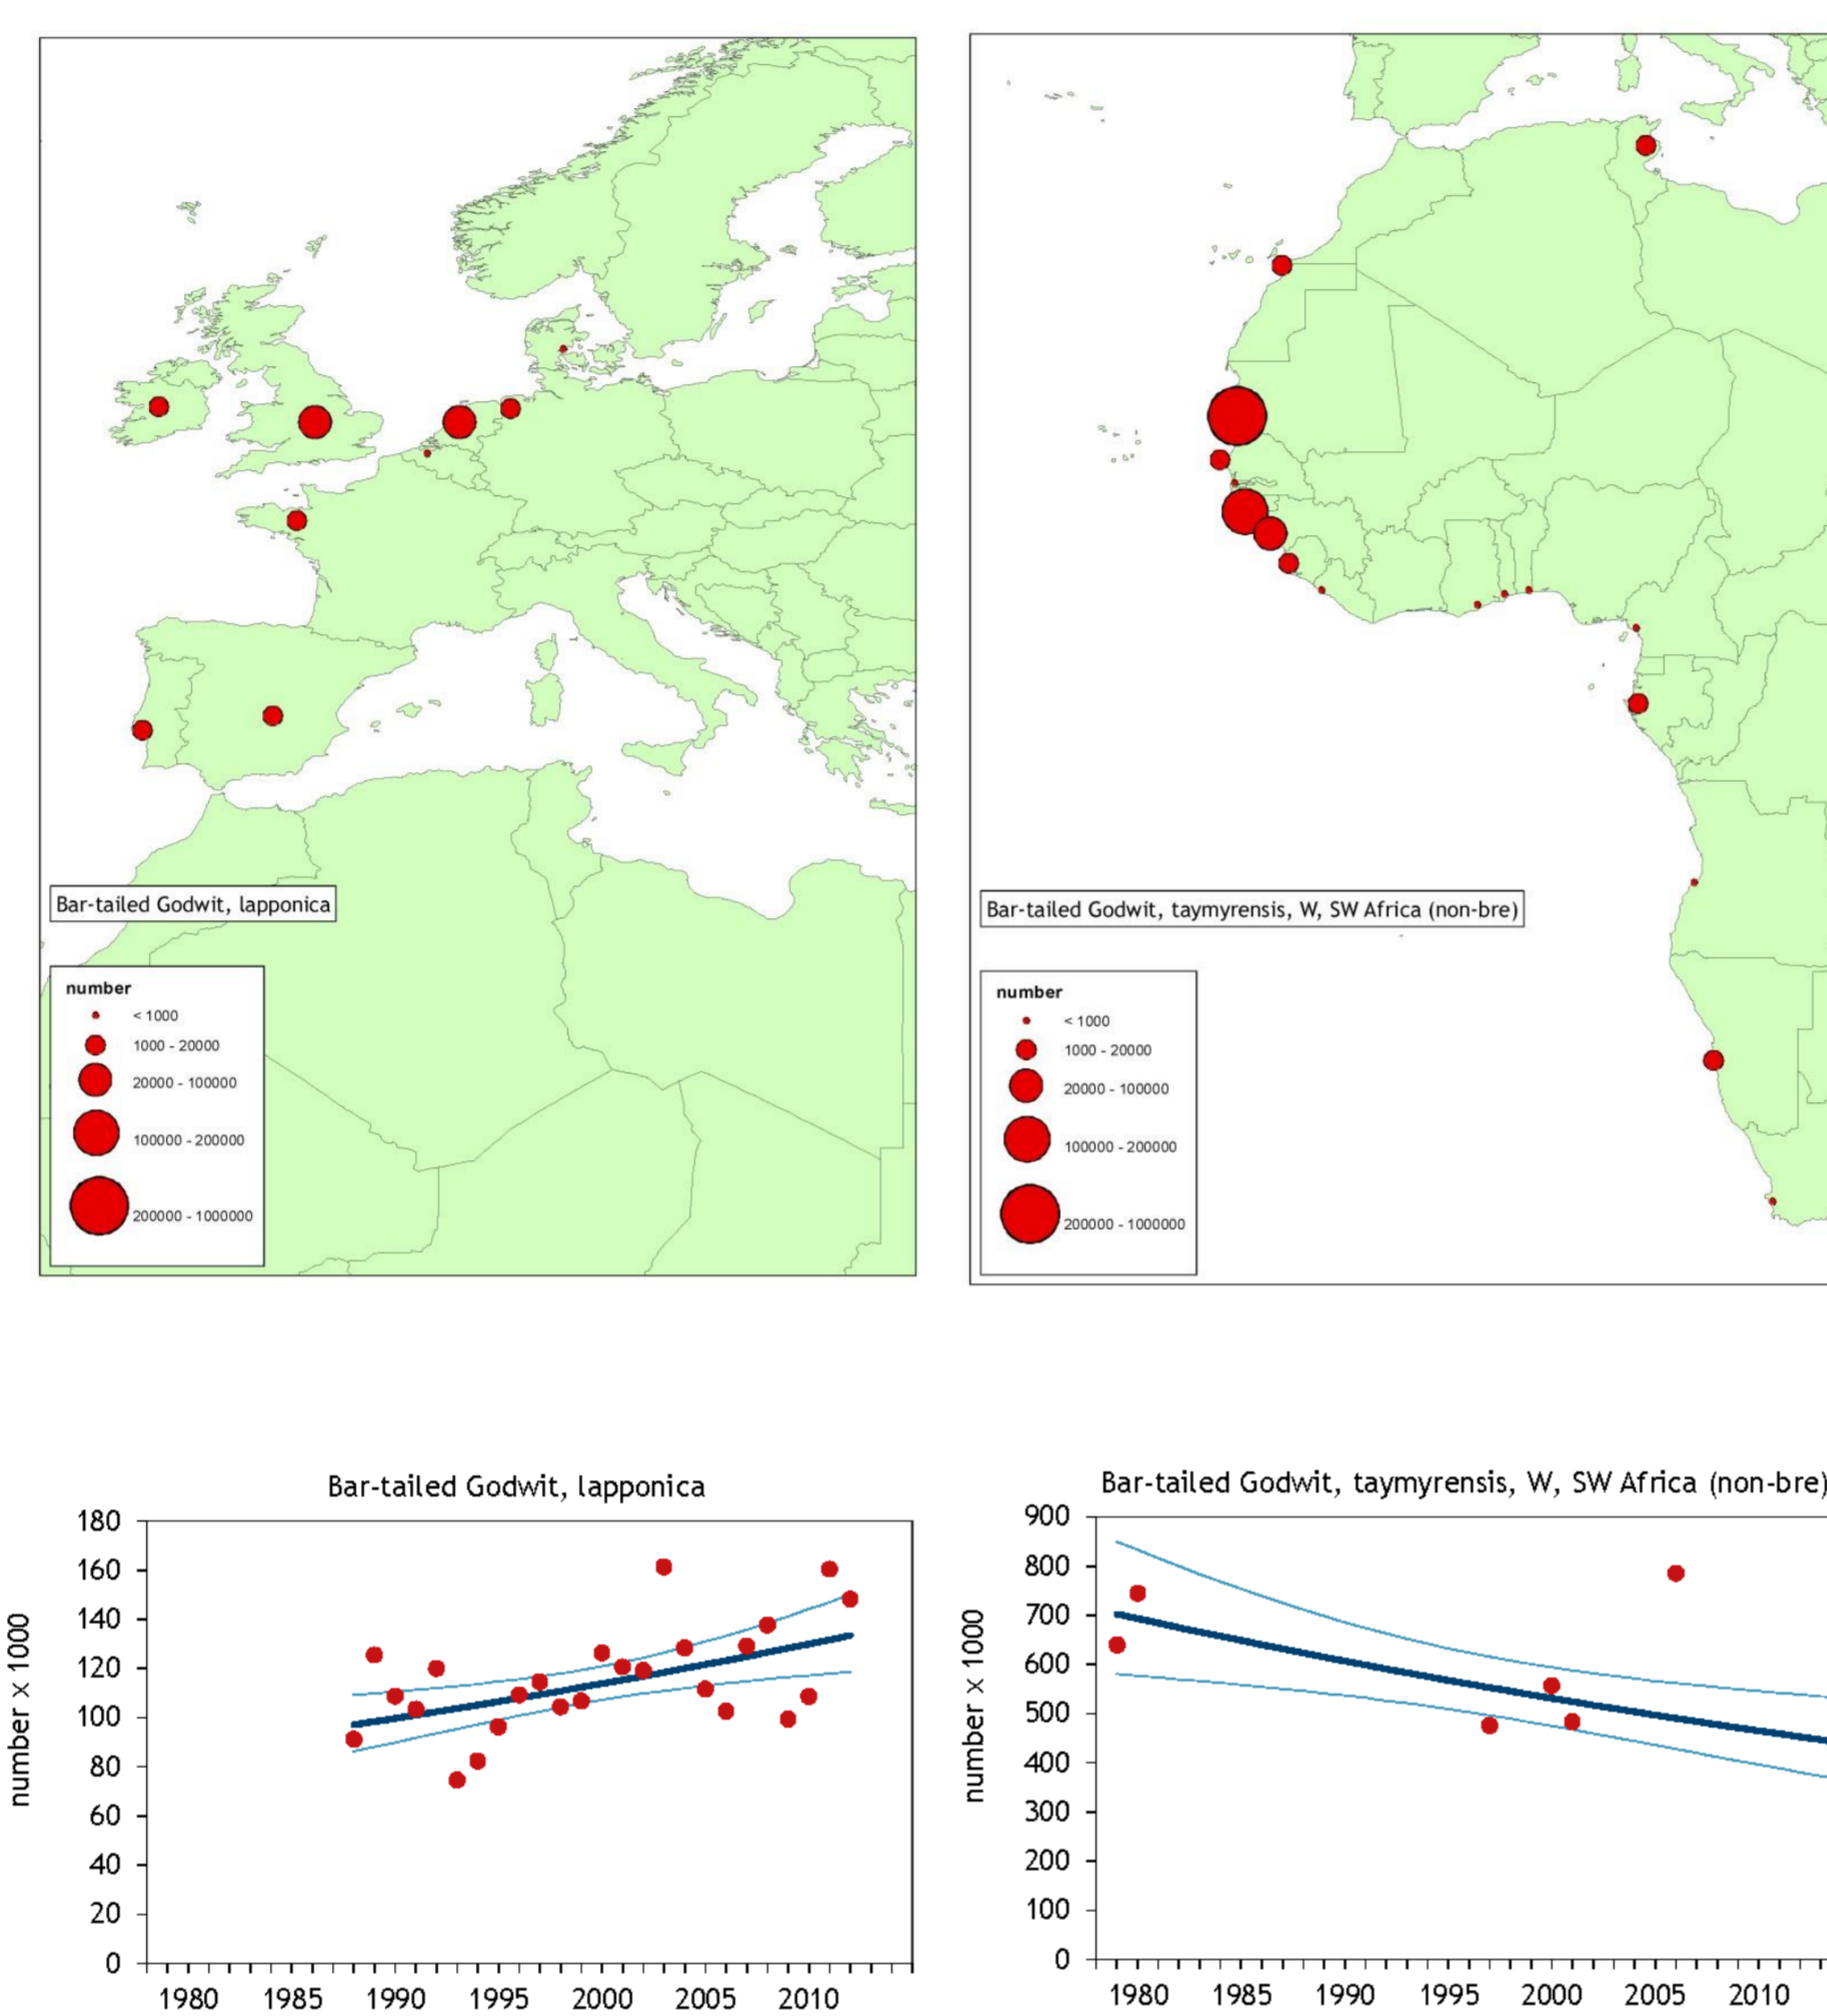 Bar-tailed Godwit, lapponica
number
< 1000
1000 - 20000
20000 - 100000
100000 - 200000
200000 - 1000000
Bar-tailed Godwit, taymyrensis, W, SW Africa (non-bre)
number
< 1000
1000 - 20000
20000 - 100000
100000 - 200000
200000 - 1000000
Bar-tailed Godwit, lapponica
number x 1000
180
160
140
120
100
80
60
40
20
0
1980 1985 1990 1995 2000 2005 2010
Bar-tailed Godwit, taymyrensis, W, SW Africa (non-bre)
number x 1000
900
800
700
600
500
400
300
200
100
0
1980 1985 1990 1995 2000 2005 2010